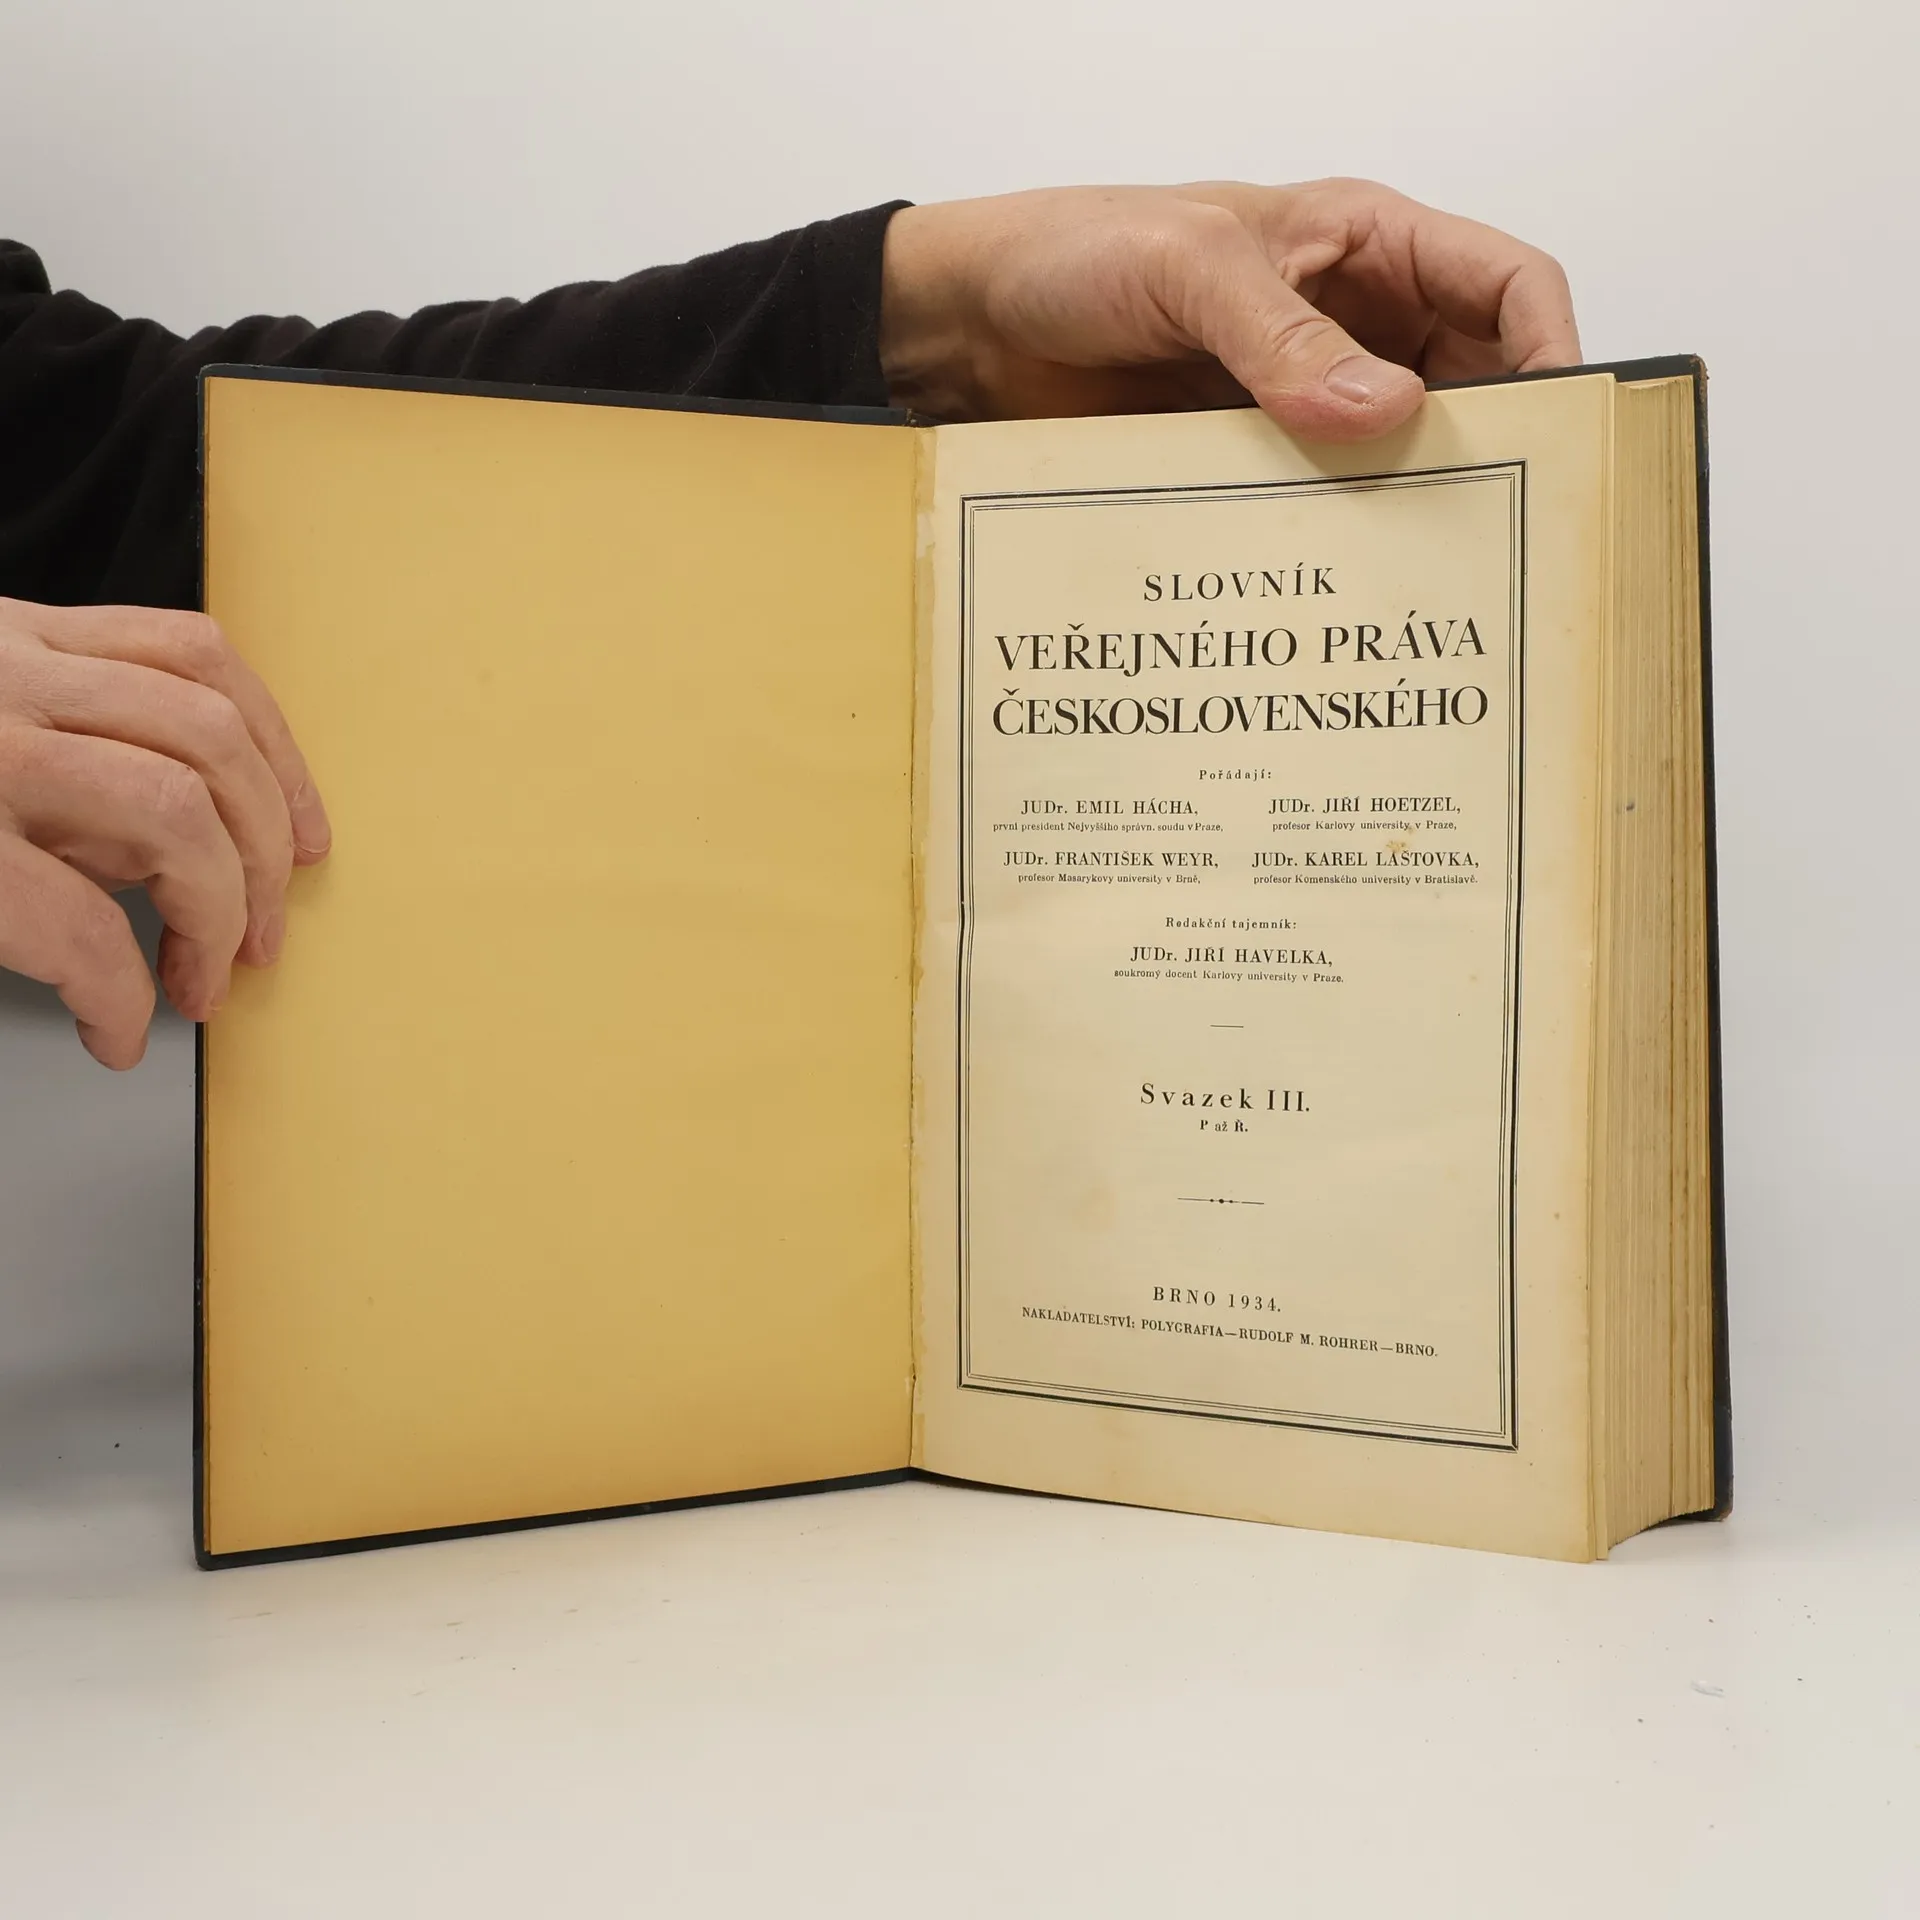 SLOVNÍK
VEŘEJNÉHO PRÁVA
ČESKOSLOVENSKÉHO
Pořádají:
JUDr. EMIL HÁCHA,
první president Nejvyššího správn. soudu v Praze,
JUDr. JIŘÍ HOETZEL,
profesor Karlovy university v Praze,
JUDr. FRANTIŠEK WEYR,
profesor Masarykovy university v Brně,
JUDr. KAREL LAŠTOVKA,
profesor Komenského university v Bratislavě.
Redakční tajemník:
JUDr. JIŘÍ HAVELKA,
soukromý docent Karlovy university v Praze.
Svazek III.
P až Ř.
BRNO 1934.
NAKLADATELSTVÍ: POLYGRAFIA—RUDOLF M. ROHRER—BRNO.